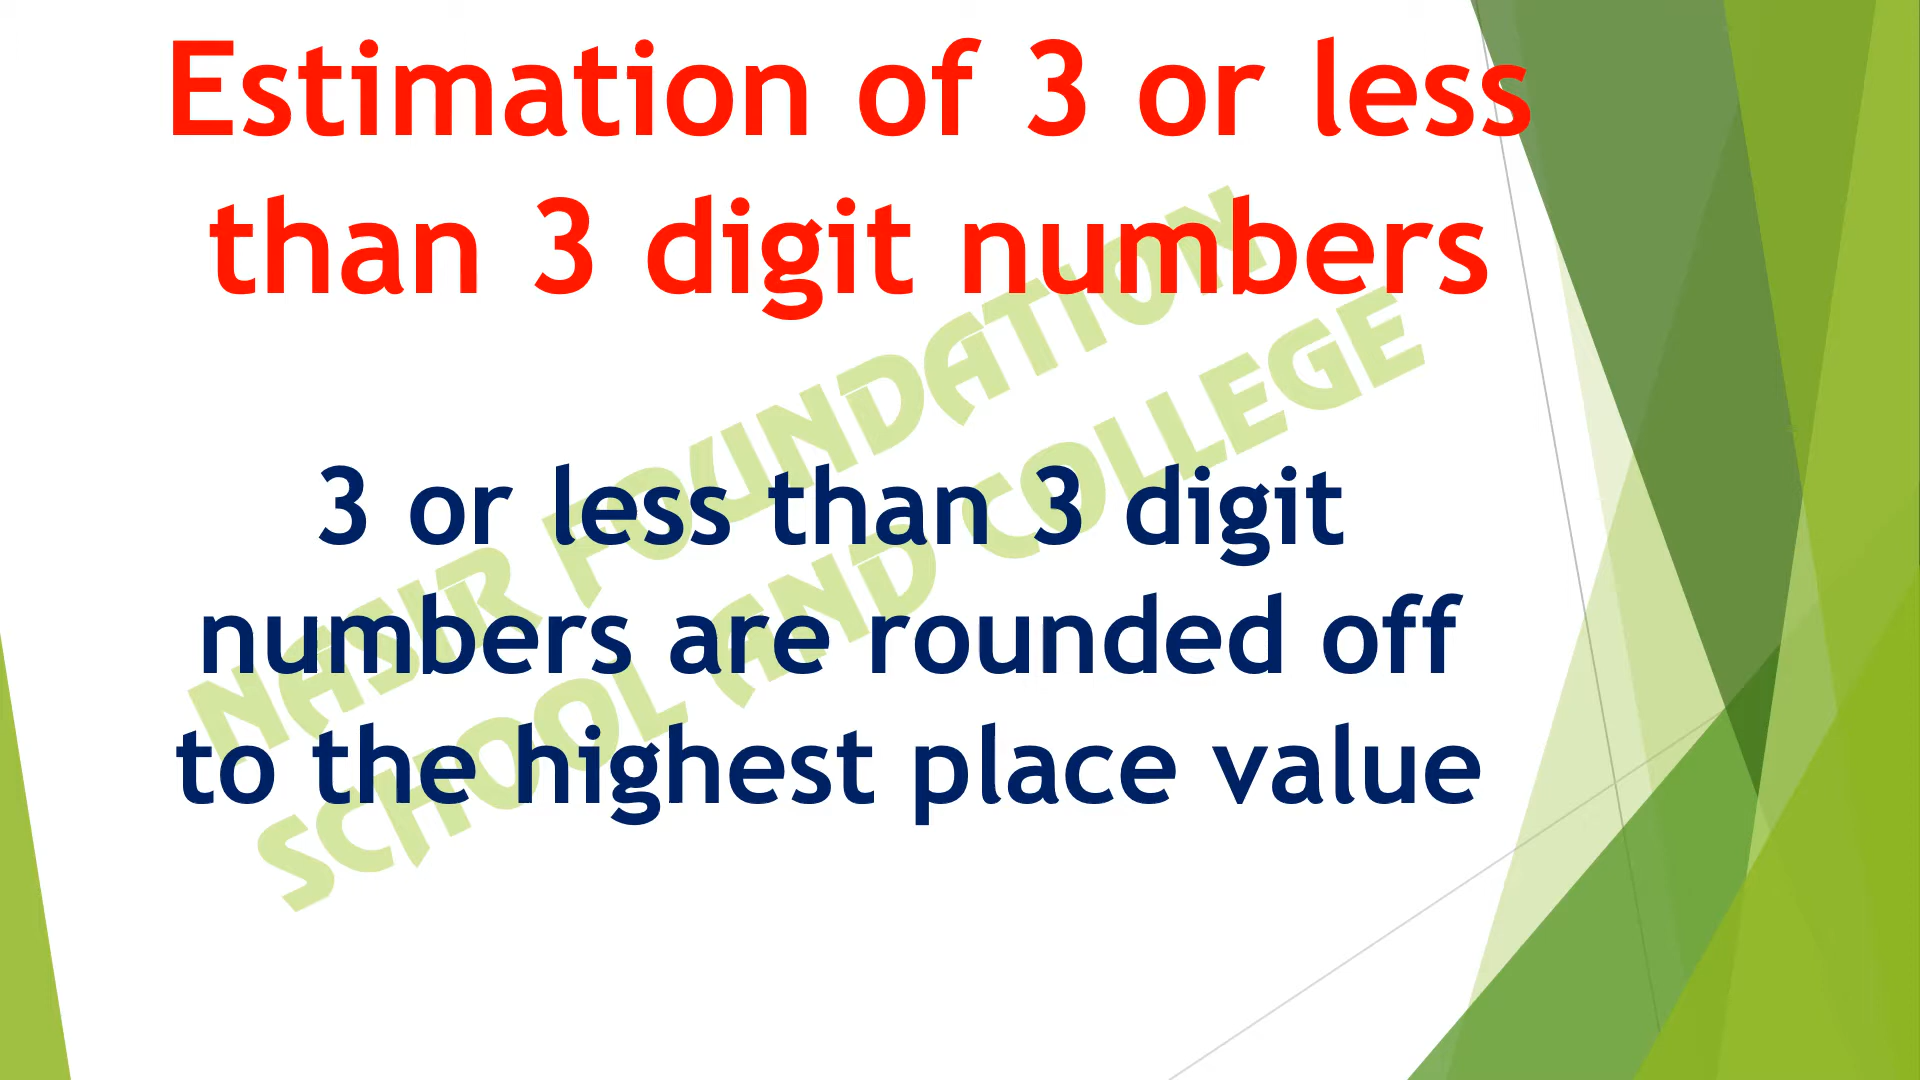 Estimation of 3 or less
than 3 digit numbers
3 or less than 3 digit
numbers are rounded off
to the highest place value
NASIR FOUNDATION
SCHOOL AND COLLEGE